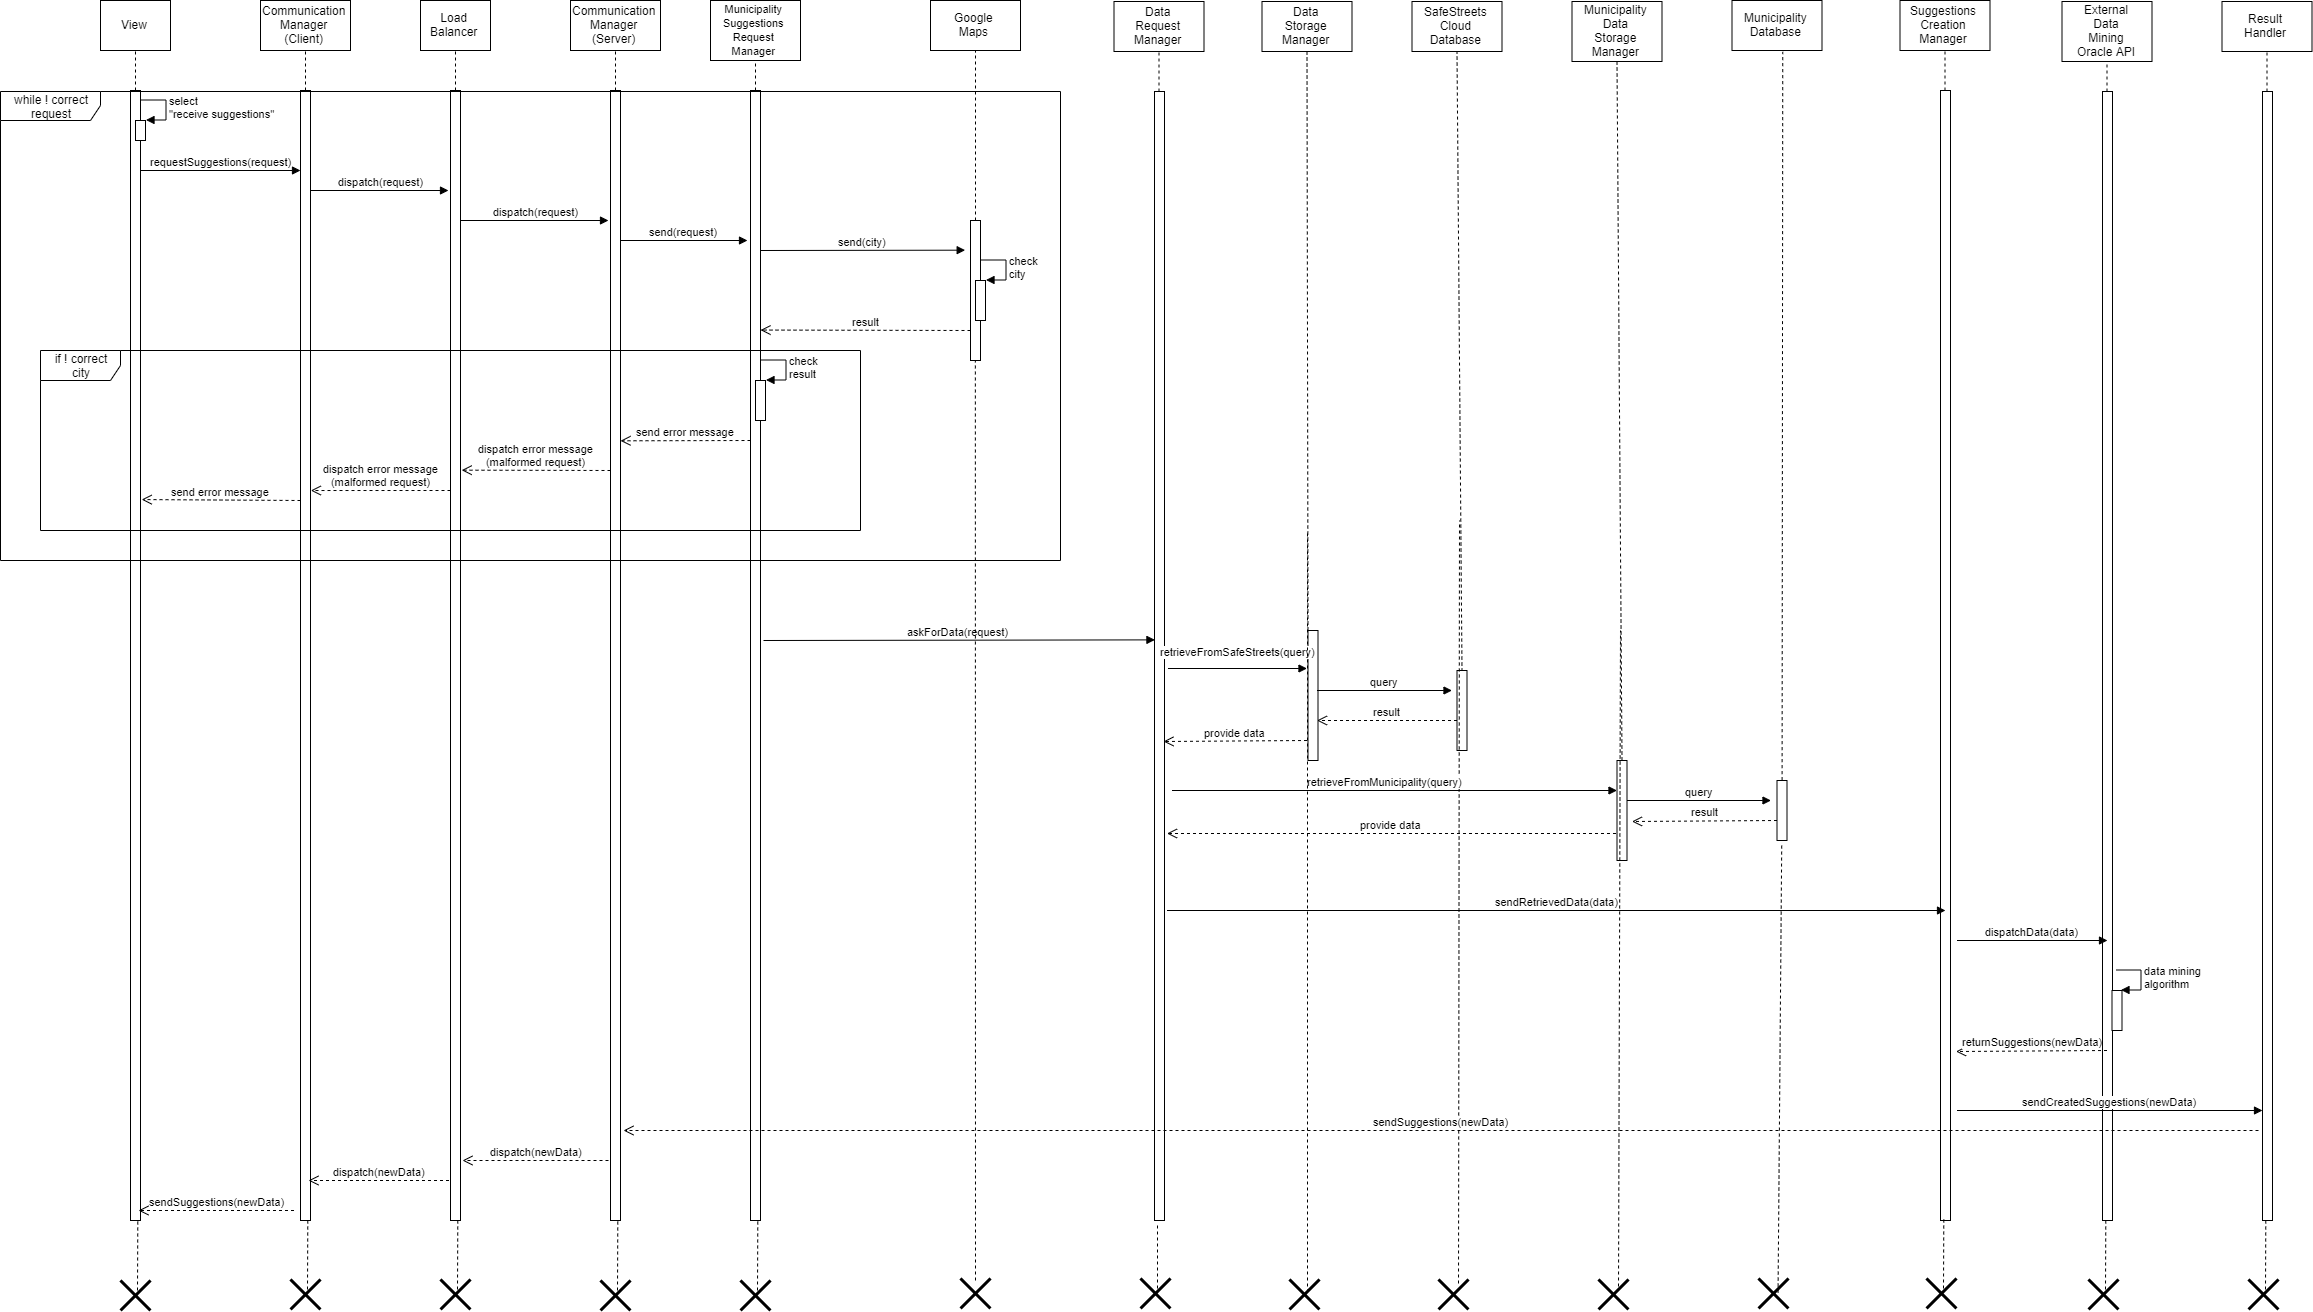 View
Communication
Manager
(Client)
Load
Balancer
Communication
Manager
(Server)
Municipality
Suggestions
Request
Manager
Google
Maps
Data
Request
Manager
Data
Storage
Manager
SafeStreets
Cloud
Database
Municipality
Data
Storage
Manager
Municipality
Database
Suggestions
Creation
Manager
External
Data
Mining
Oracle API
Result
Handler
while ! correct
request
select
"receive suggestions"
requestSuggestions(request)
dispatch(request)
dispatch(request)
send(request)
send(city)
check
city
result
if ! correct
city
check
result
send error message
dispatch error message
(malformed request)
dispatch error message
(malformed request)
send error message
askForData(request)
retrieveFromSafeStreets(query)
query
result
provide data
retrieveFromMunicipality(query)
query
result
provide data
sendRetrievedData(data)
dispatchData(data)
data mining
algorithm
returnSuggestions(newData)
sendCreatedSuggestions(newData)
sendSuggestions(newData)
dispatch(newData)
dispatch(newData)
sendSuggestions(newData)